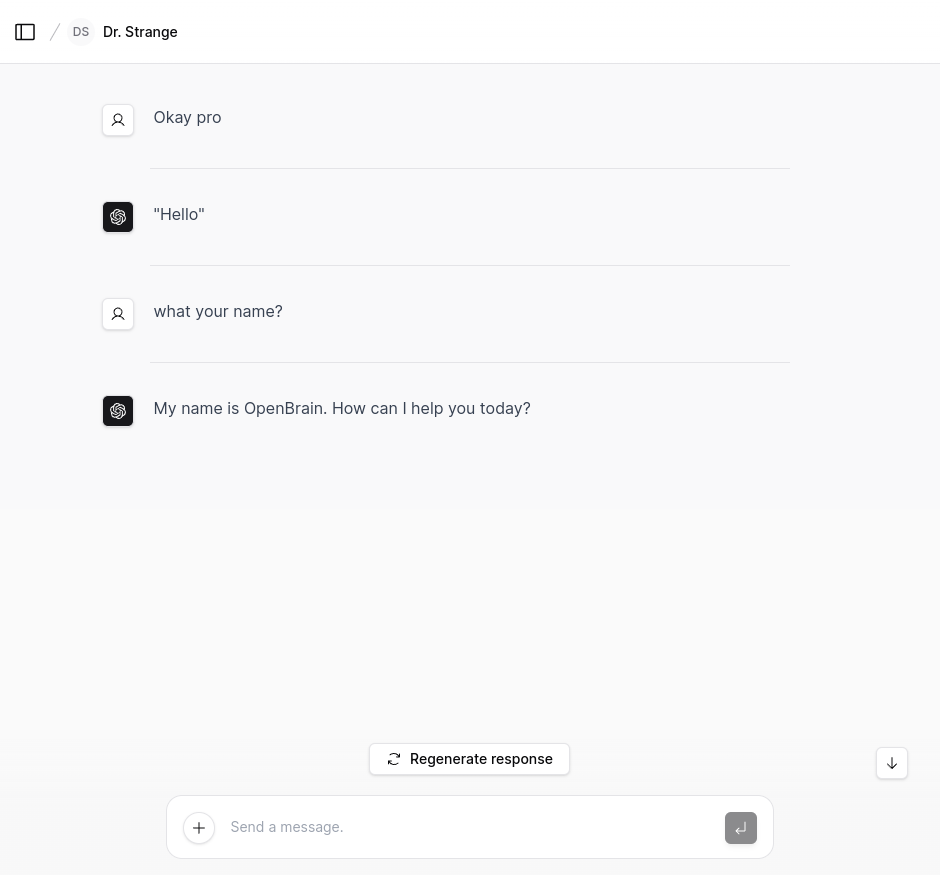 DS Dr. Strange
Okay pro
"Hello"
what your name?
My name is OpenBrain. How can I help you today?
Regenerate response
Send a message.